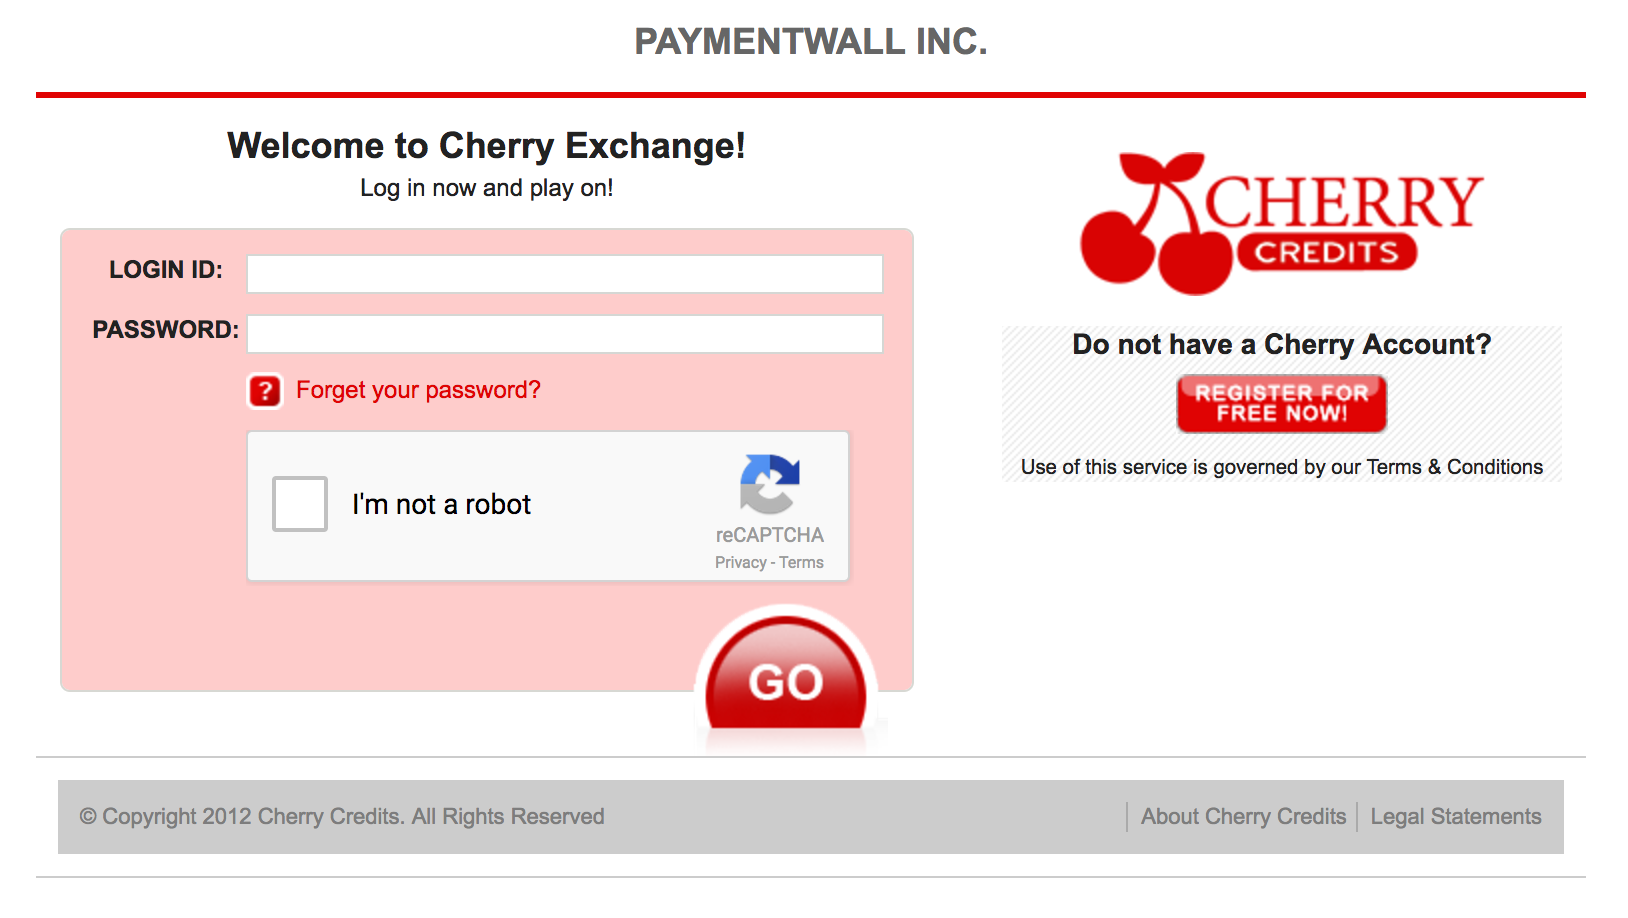 PAYMENTWALL INC.
Welcome to Cherry Exchange!
Log in now and play on!
LOGIN ID:
PASSWORD:
? Forget your password?
I'm not a robot
reCAPTCHA
Privacy - Terms
GO
CHERRY
CREDITS
Do not have a Cherry Account?
REGISTER FOR
FREE NOW!
Use of this service is governed by our Terms & Conditions
© Copyright 2012 Cherry Credits. All Rights Reserved
About Cherry Credits
Legal Statements